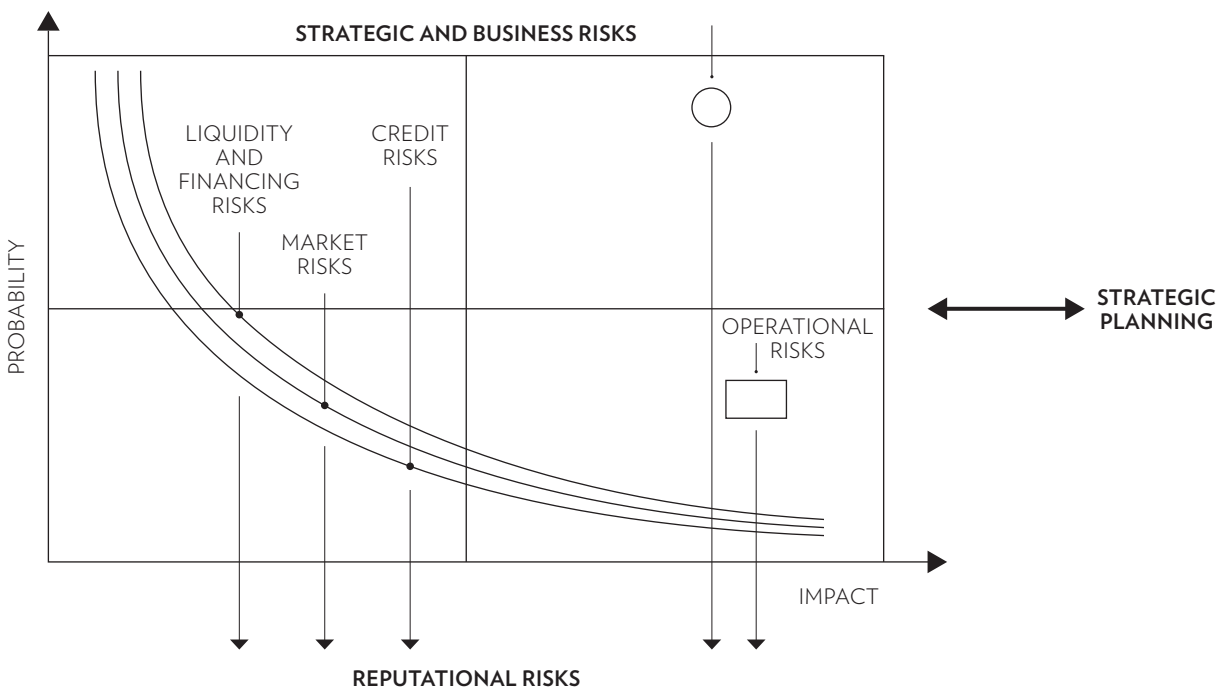 STRATEGIC AND BUSINESS RISKS
LIQUIDITY
AND
FINANCING
RISKS
CREDIT
RISKS
MARKET
RISKS
PROBABILITY
OPERATIONAL
RISKS
STRATEGIC
PLANNING
IMPACT
REPUTATIONAL RISKS